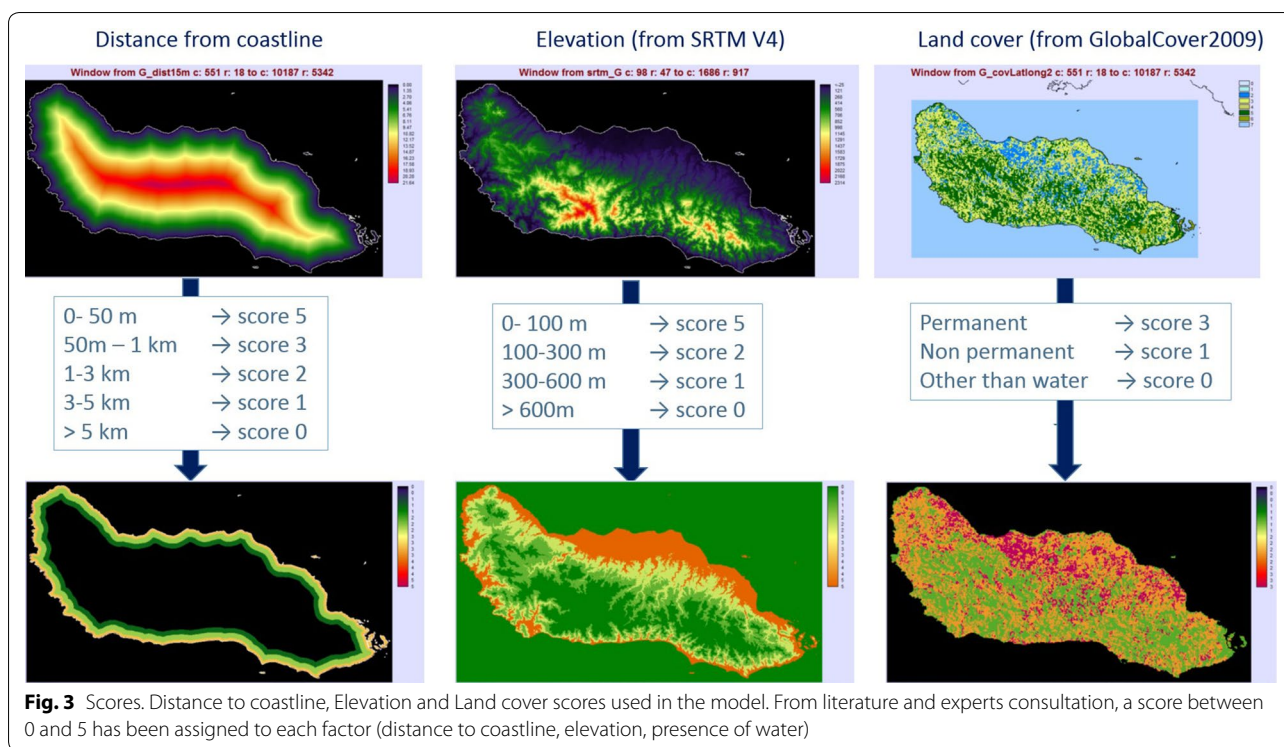 Distance from coastline
Elevation (from SRTM V4)
Land cover (from GlobalCover2009)
Window from G_dist15m c: 551 r: 18 to c: 10187 r: 5342
Window from srtm_G c: 98 r: 47 to c: 1686 r: 917
Window from G_covLatlong2 c: 551 r: 18 to c: 10187 r: 5342
0- 50 m → score 5
50m – 1 km → score 3
1-3 km → score 2
3-5 km → score 1
> 5 km → score 0
0- 100 m → score 5
100-300 m → score 2
300-600 m → score 1
> 600m → score 0
Permanent → score 3
Non permanent → score 1
Other than water → score 0
Fig. 3 Scores. Distance to coastline, Elevation and Land cover scores used in the model. From literature and experts consultation, a score between
0 and 5 has been assigned to each factor (distance to coastline, elevation, presence of water)